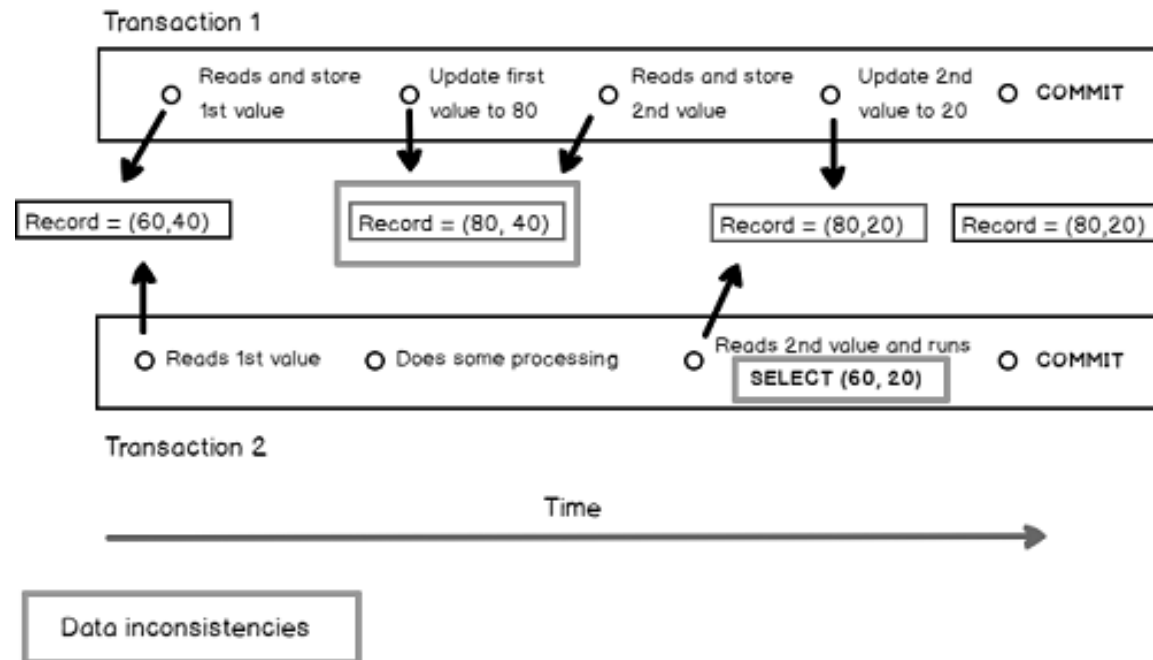 Transaction 1
Reads and store
1st value
Update first
value to 80
Reads and store
2nd value
Update 2nd
value to 20
COMMIT
Record = (60,40)
Record = (80, 40)
Record = (80,20)
Record = (80,20)
Reads 1st value
Does some processing
Reads 2nd value and runs
SELECT (60, 20)
COMMIT
Transaction 2
Time
Data inconsistencies